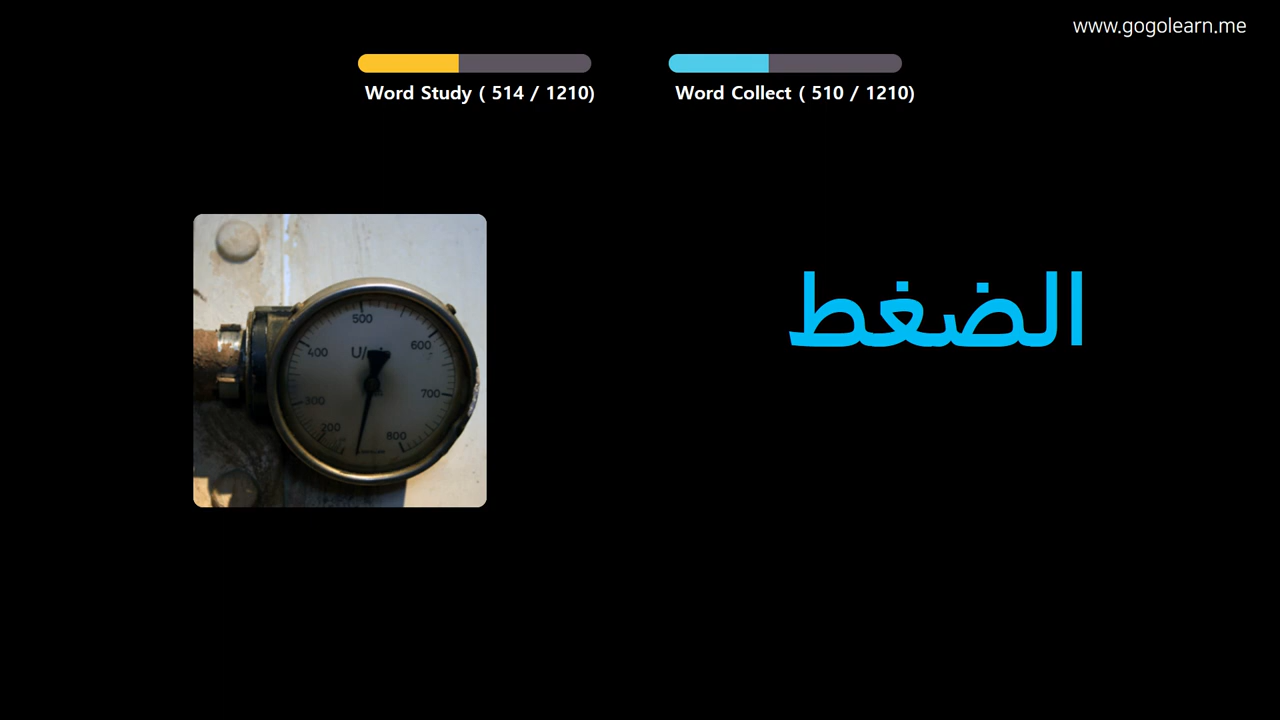 www.gogolearn.me
Word Study ( 514 / 1210)
Word Collect ( 510 / 1210)
الضغط
500
400
600
300
700
200
800